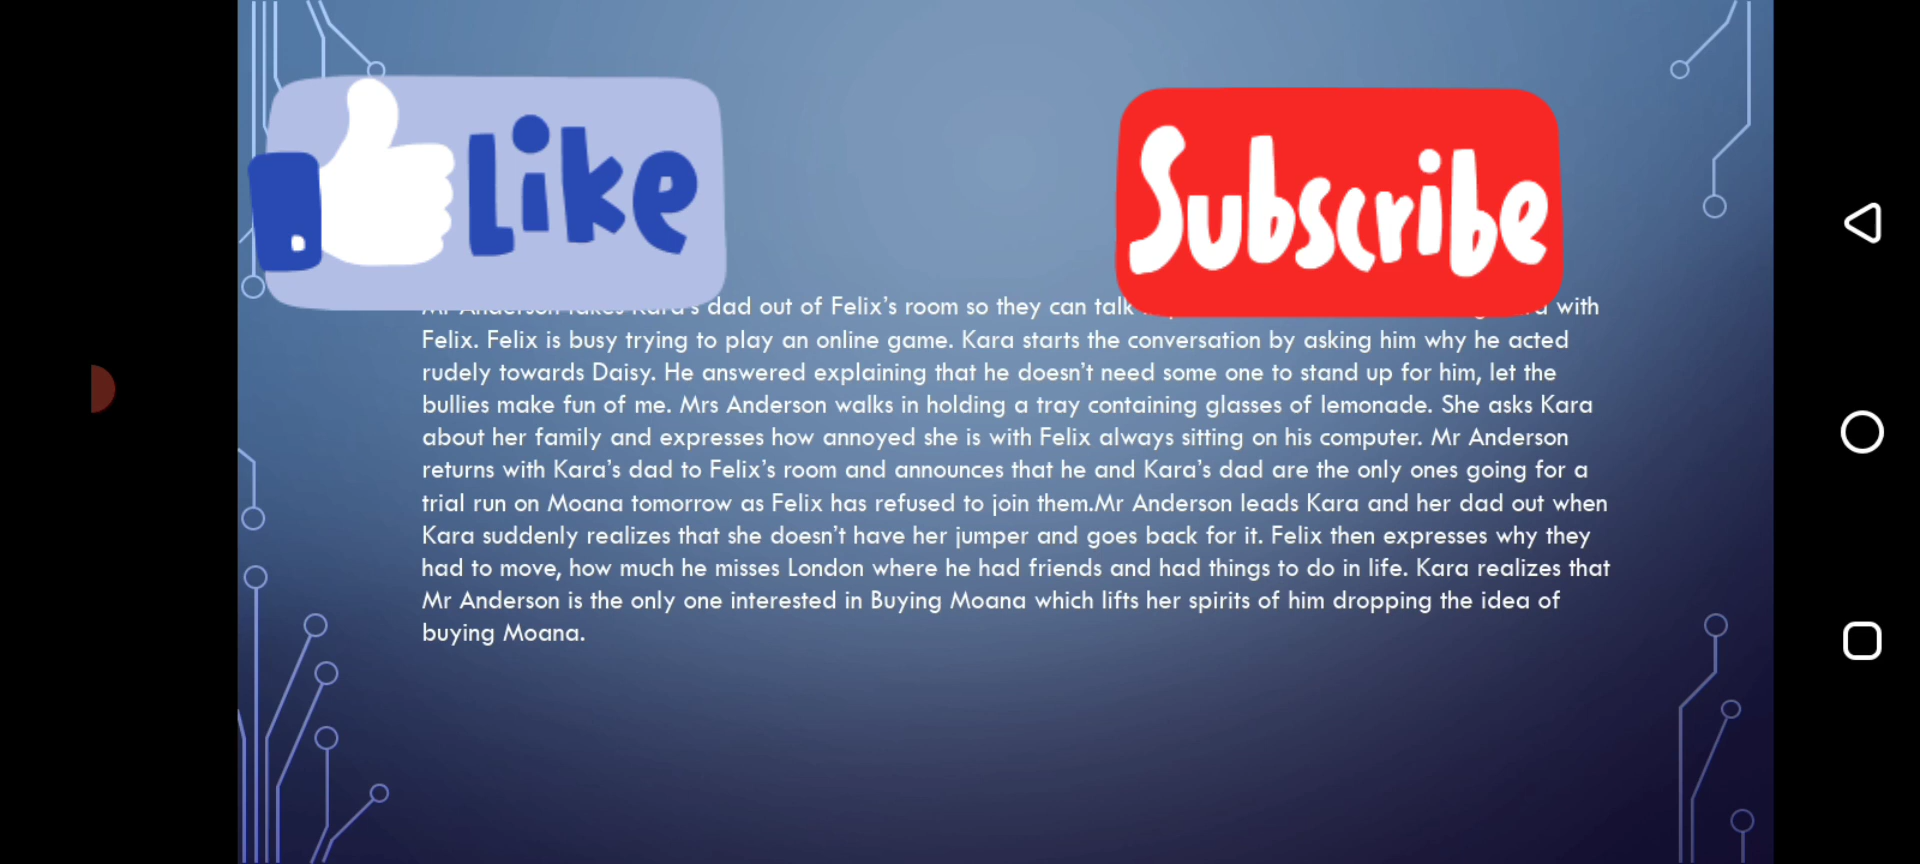 Like
Subscribe
Mr Anderson takes Kara's dad out of Felix's room so they can talk with
Felix. Felix is busy trying to play an online game. Kara starts the conversation by asking him why he acted
rudely towards Daisy. He answered explaining that he doesn't need some one to stand up for him, let the
bullies make fun of me. Mrs Anderson walks in holding a tray containing glasses of lemonade. She asks Kara
about her family and expresses how annoyed she is with Felix always sitting on his computer. Mr Anderson
returns with Kara's dad to Felix's room and announces that he and Kara's dad are the only ones going for a
trial run on Moana tomorrow as Felix has refused to join them.Mr Anderson leads Kara and her dad out when
Kara suddenly realizes that she doesn't have her jumper and goes back for it. Felix then expresses why they
had to move, how much he misses London where he had friends and had things to do in life. Kara realizes that
Mr Anderson is the only one interested in Buying Moana which lifts her spirits of him dropping the idea of
buying Moana.